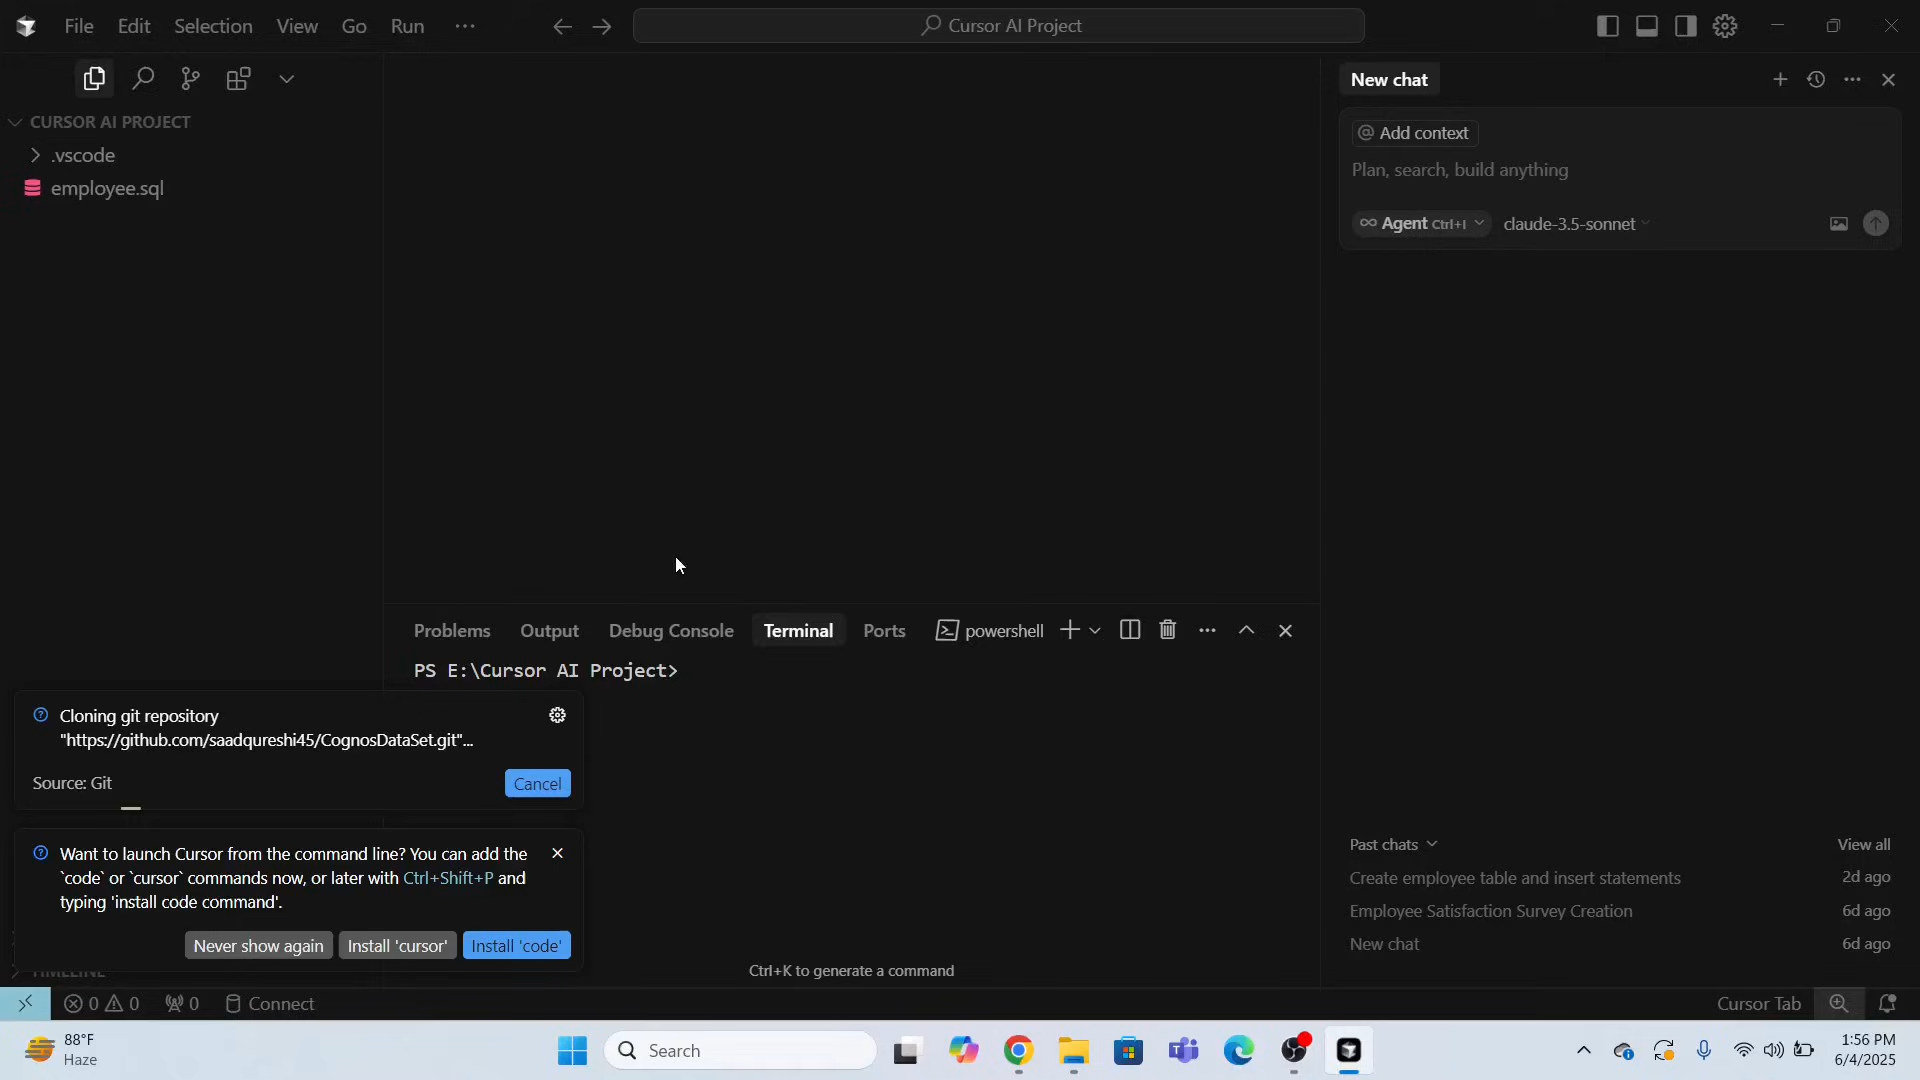 File Edit Selection View Go Run ···
Cursor AI Project
CURSOR AI PROJECT
.vscode
employee.sql
New chat
@ Add context
Plan, search, build anything
Agent Ctrl+I
claude-3.5-sonnet
Problems Output Debug Console Terminal Ports powershell
PS E:\Cursor AI Project>
Cloning git repository
"https://github.com/saadqureshi45/CognosDataSet.git"...
Source: Git
Cancel
Want to launch Cursor from the command line? You can add the
`code` or `cursor` commands now, or later with Ctrl+Shift+P and
typing 'install code command'.
Never show again
Install 'cursor'
Install 'code'
TIMELINE
Ctrl+K to generate a command
Past chats
View all
Create employee table and insert statements 2d ago
Employee Satisfaction Survey Creation 6d ago
New chat 6d ago
0 0 0 Connect
Cursor Tab
88°F
Haze
Search
1:56 PM
6/4/2025